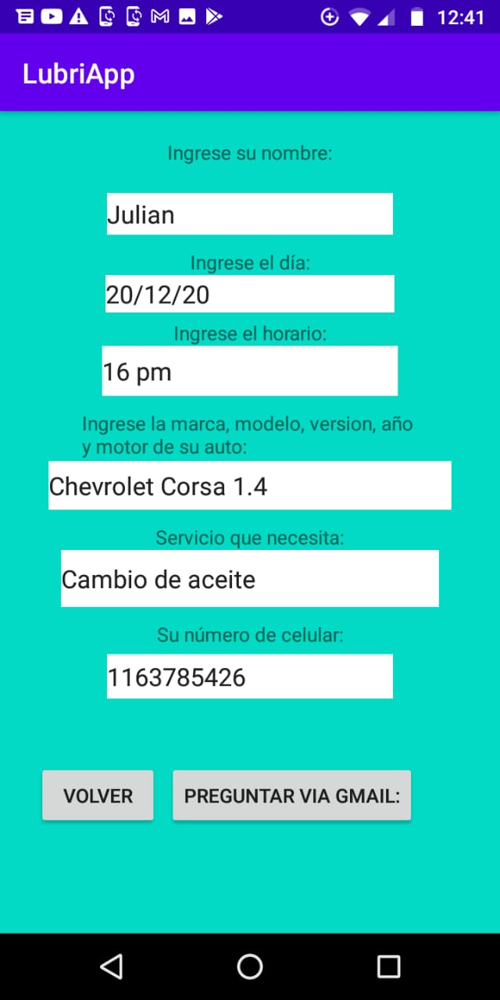 12:41
LubriApp
Ingrese su nombre:
Julian
Ingrese el día:
20/12/20
Ingrese el horario:
16 pm
Ingrese la marca, modelo, version, año
y motor de su auto:
Chevrolet Corsa 1.4
Servicio que necesita:
Cambio de aceite
Su número de celular:
1163785426
VOLVER
PREGUNTAR VIA GMAIL: